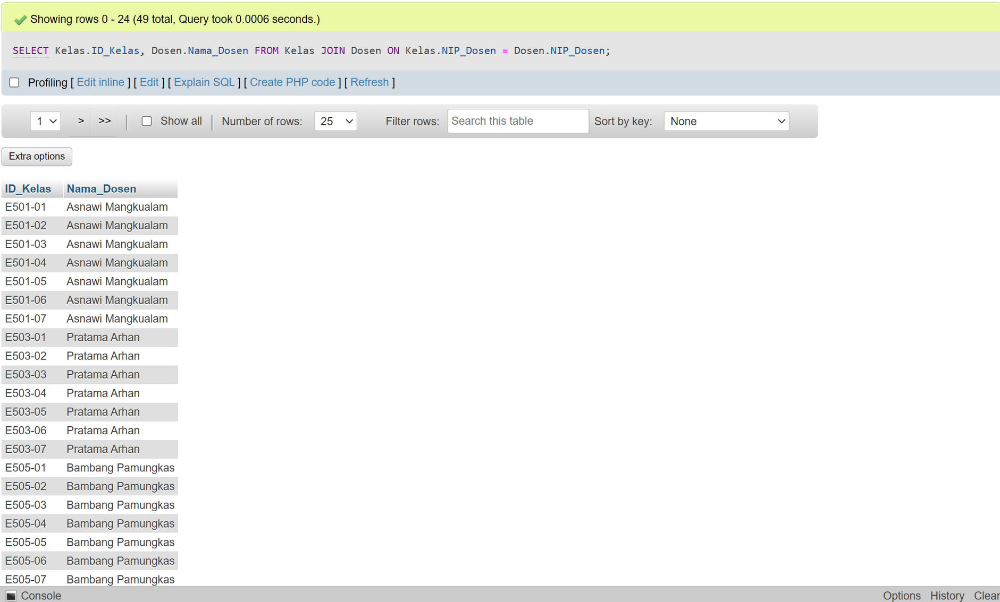 Showing rows 0 - 24 (49 total, Query took 0.0006 seconds.)
SELECT Kelas.ID_Kelas, Dosen.Nama_Dosen FROM Kelas JOIN Dosen ON Kelas.NIP_Dosen = Dosen.NIP_Dosen;
Profiling [ Edit inline ] [ Edit ] [ Explain SQL ] [ Create PHP code ] [ Refresh ]
1 > >> Show all Number of rows: 25 Filter rows: Search this table Sort by key: None
Extra options
ID_Kelas Nama_Dosen
E501-01 Asnawi Mangkualam
E501-02 Asnawi Mangkualam
E501-03 Asnawi Mangkualam
E501-04 Asnawi Mangkualam
E501-05 Asnawi Mangkualam
E501-06 Asnawi Mangkualam
E501-07 Asnawi Mangkualam
E503-01 Pratama Arhan
E503-02 Pratama Arhan
E503-03 Pratama Arhan
E503-04 Pratama Arhan
E503-05 Pratama Arhan
E503-06 Pratama Arhan
E503-07 Pratama Arhan
E505-01 Bambang Pamungkas
E505-02 Bambang Pamungkas
E505-03 Bambang Pamungkas
E505-04 Bambang Pamungkas
E505-05 Bambang Pamungkas
E505-06 Bambang Pamungkas
E505-07 Bambang Pamungkas
Console Options History Clear